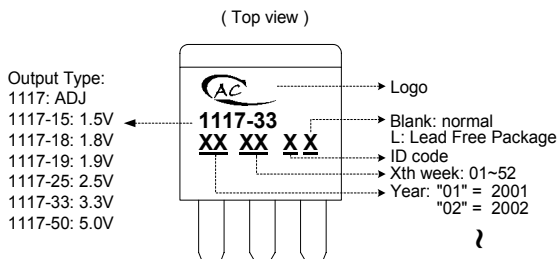 ( Top view )
Output Type:
1117: ADJ
1117-15: 1.5V
1117-18: 1.8V
1117-19: 1.9V
1117-25: 2.5V
1117-33: 3.3V
1117-50: 5.0V
AC
1117-33
XX XX X X
Logo
Blank: normal
L: Lead Free Package
ID code
Xth week: 01~52
Year: "01" = 2001
"02" = 2002
~